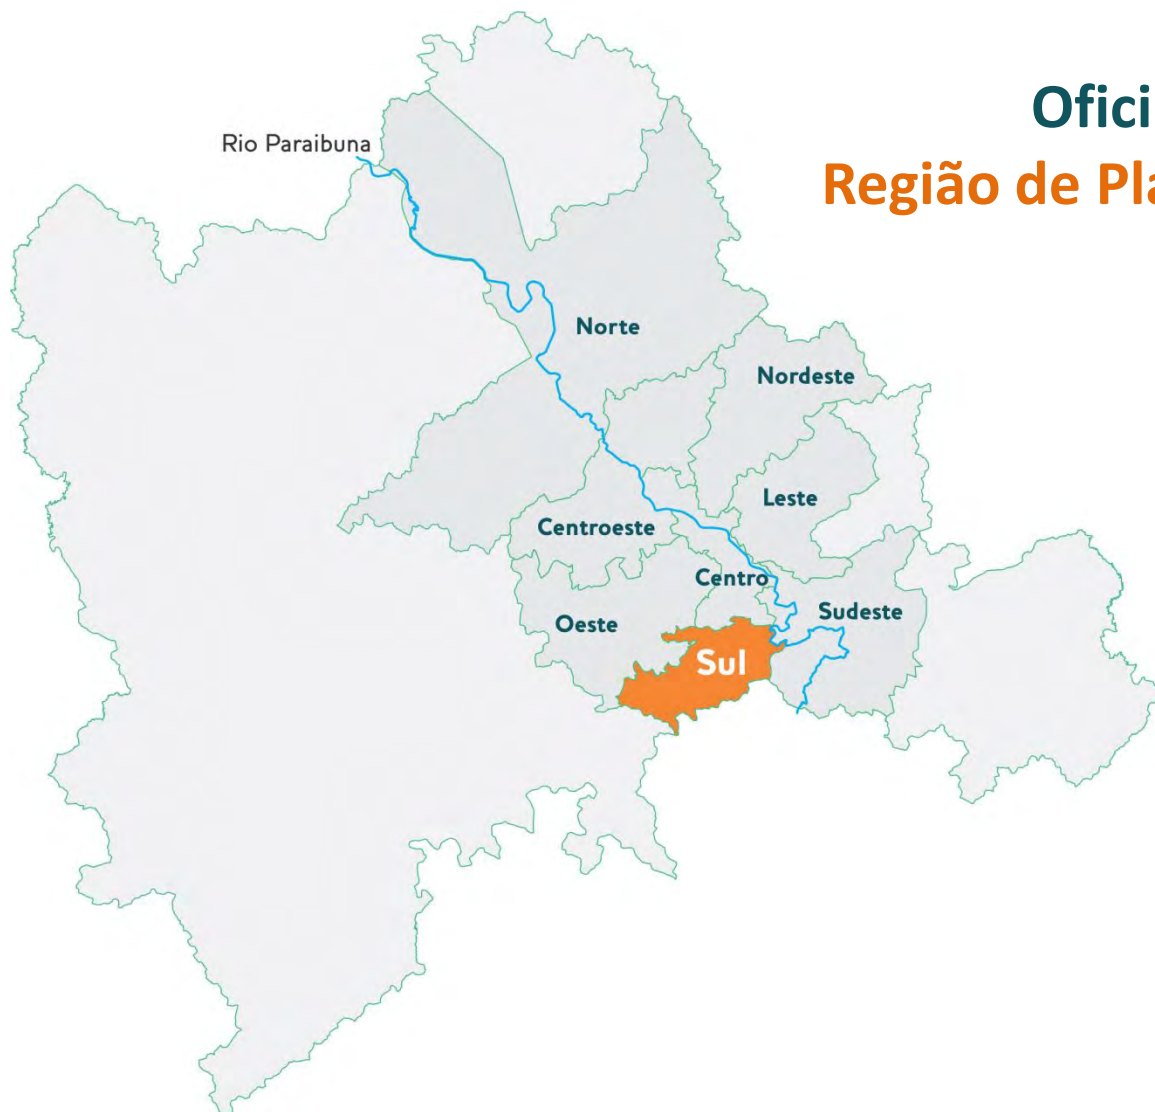 Ofici
Região de Pla
Rio Paraibuna
Norte
Nordeste
Leste
Centroeste
Centro
Sudeste
Oeste
Sul